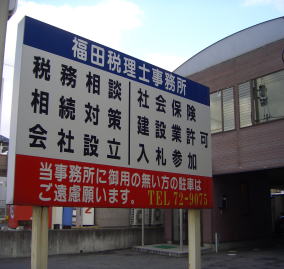 福田税理士事務所
税務相談 社会保険
相続対策 建設業許可
会社設立 入札参加
当事務所に御用の無い方の駐車は
ご遠慮願います。 TEL 72-9075